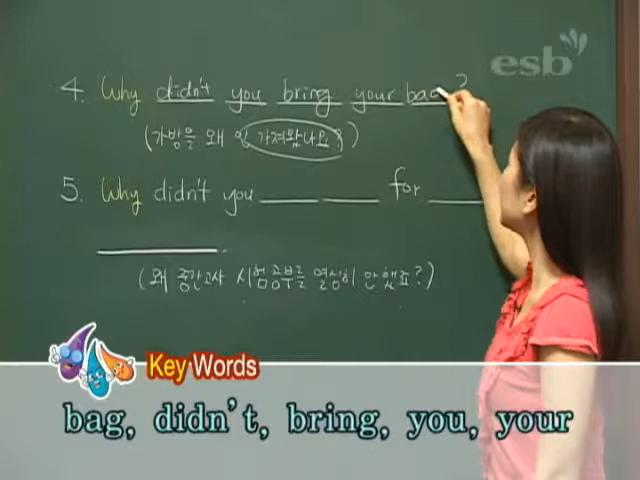 esb
4. Why didn't you bring your bag?
(가방을 왜 안 가져왔나요?)
5. Why didn't you ____ ____ for ____
________.
(왜 중간고사 시험공부를 열심히 안 했죠?)
Key Words
bag, didn't, bring, you, your